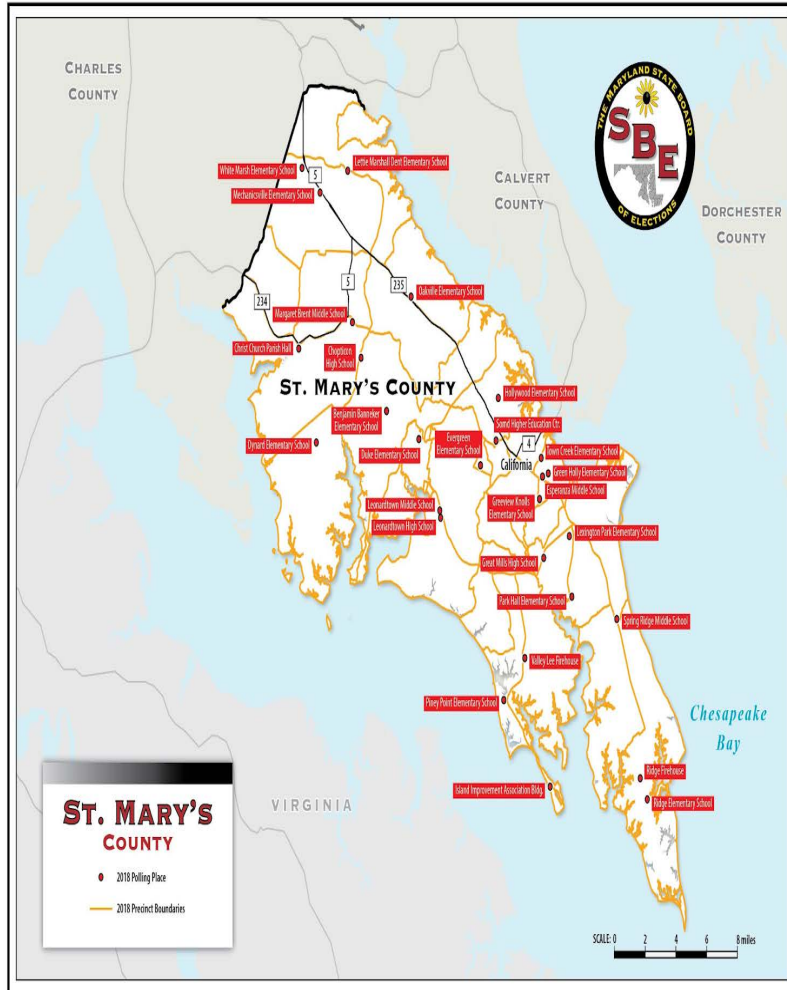 CHARLES
COUNTY
THE MARYLAND STATE BOARD
SBE
OF ELECTIONS
CALVERT
COUNTY
DORCHESTER
COUNTY
White Marsh Elementary School
Lettie Marshall Dent Elementary School
5
Mechanicsville Elementary School
234
5
235
Oakville Elementary School
Margaret Brent Middle School
Christ Church Parish Hall
Chopticon
High School
ST. MARY'S COUNTY
Hollywood Elementary School
Benjamin Banneker
Elementary School
Somd Higher Education Ctr.
Dynard Elementary School
Duke Elementary School
Evergreen
Elementary School
4
California
Town Creek Elementary School
Green Holly Elementary School
Esperanza Middle School
Greeview Knolls
Elementary School
Leonardtown Middle School
Leonardtown High School
Lexington Park Elementary School
Great Mills High School
Park Hall Elementary School
Spring Ridge Middle School
Valley Lee Firehouse
Piney Point Elementary School
Chesapeake
Bay
Ridge Firehouse
Island Improvement Association Bldg.
Ridge Elementary School
VIRGINIA
ST. MARY'S
COUNTY
2018 Polling Place
2018 Precinct Boundaries
SCALE: 0 2 4 6 8 miles